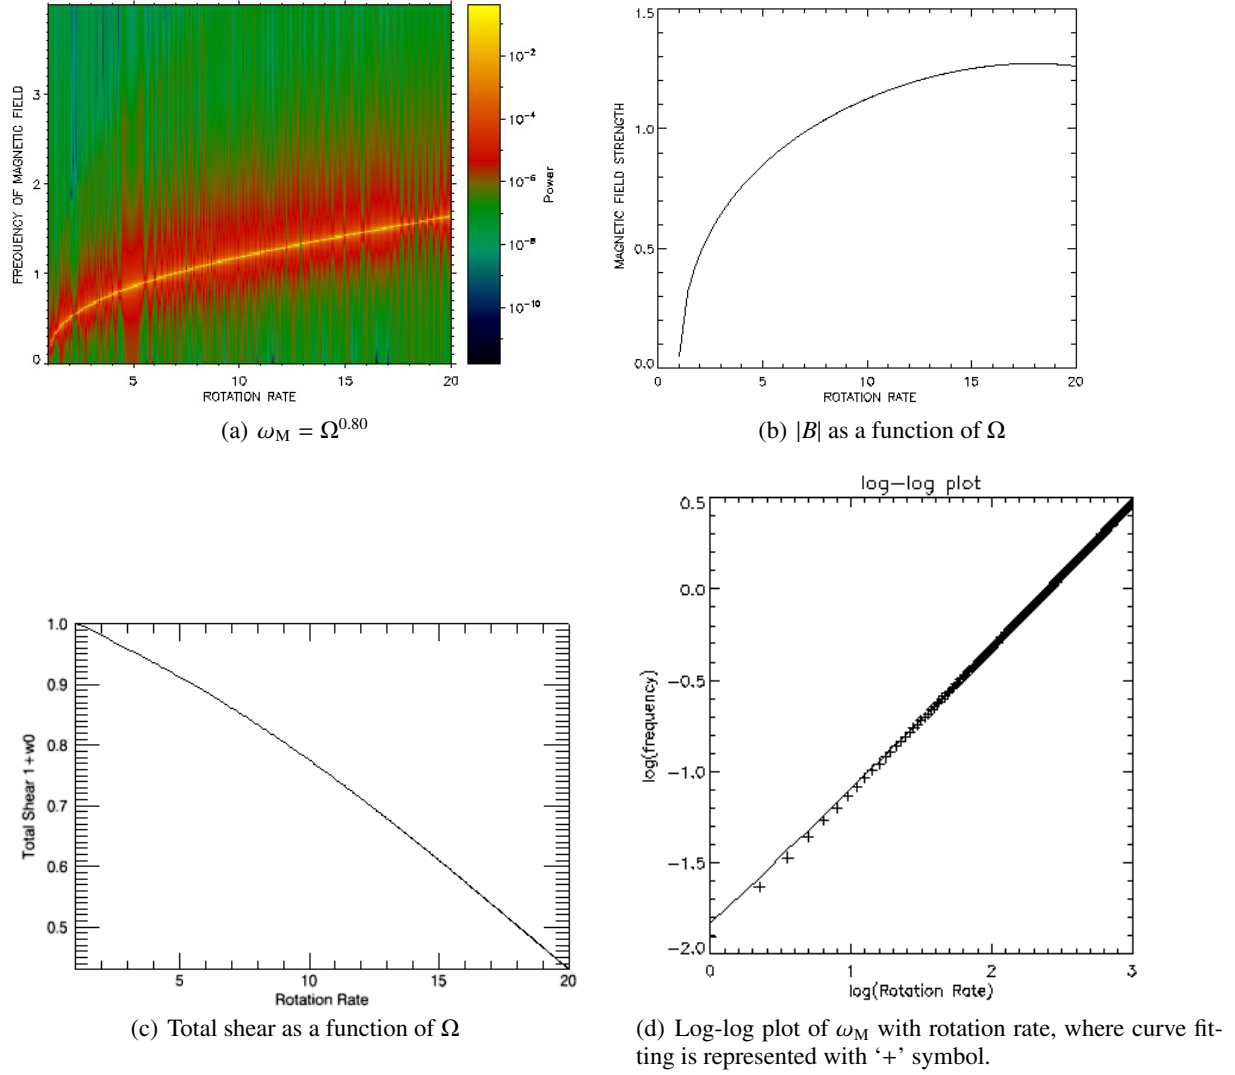 FREQUENCY OF MAGNETIC FIELD
3
2
1
0
5
10
15
20
ROTATION RATE
10^-2
10^-4
10^-6
10^-8
10^-10
Power
(a) ω_M = Ω^0.80
MAGNETIC FIELD STRENGTH
1.5
1.0
0.5
0.0
0
5
10
15
20
ROTATION RATE
(b) |B| as a function of Ω
Total Shear 1+w0
1.0
0.9
0.8
0.7
0.6
0.5
5
10
15
20
Rotation Rate
(c) Total shear as a function of Ω
log-log plot
log(frequency)
0.5
0.0
-0.5
-1.0
-1.5
-2.0
0
1
2
3
log(Rotation Rate)
(d) Log-log plot of ω_M with rotation rate, where curve fit-
ting is represented with ‘+’ symbol.